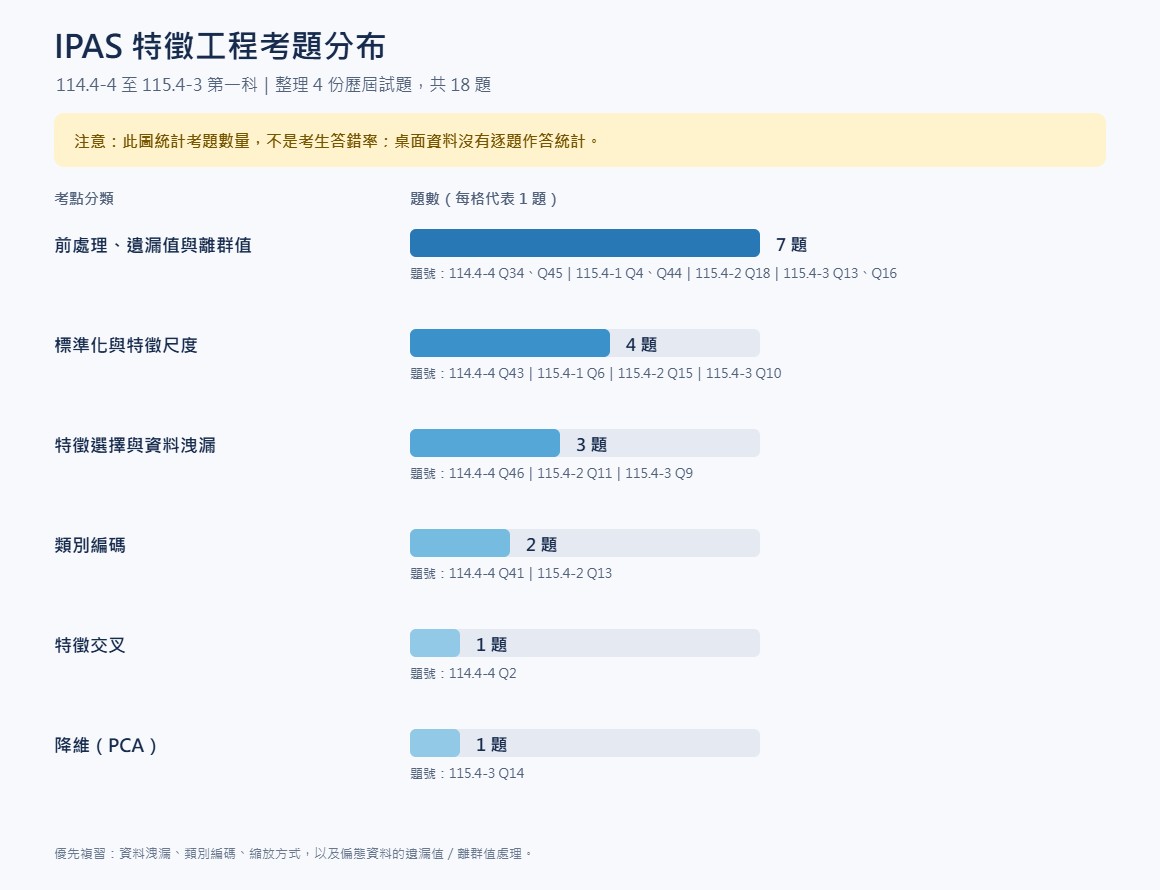 IPAS 特徵工程考題分布
114.4-4 至 115.4-3 第一科｜整理 4 份歷屆試題，共 18 題
注意：此圖統計考題數量，不是考生答錯率；桌面資料沒有逐題作答統計。
考點分類
題數（每格代表 1 題）
前處理、遺漏值與離群值
7 題
題號：114.4-4 Q34、Q45｜115.4-1 Q4、Q44｜115.4-2 Q18｜115.4-3 Q13、Q16
標準化與特徵尺度
4 題
題號：114.4-4 Q43｜115.4-1 Q6｜115.4-2 Q15｜115.4-3 Q10
特徵選擇與資料洩漏
3 題
題號：114.4-4 Q46｜115.4-2 Q11｜115.4-3 Q9
類別編碼
2 題
題號：114.4-4 Q41｜115.4-2 Q13
特徵交叉
1 題
題號：114.4-4 Q2
降維（PCA）
1 題
題號：115.4-3 Q14
優先複習：資料洩漏、類別編碼、縮放方式，以及偏態資料的遺漏值 / 離群值處理。